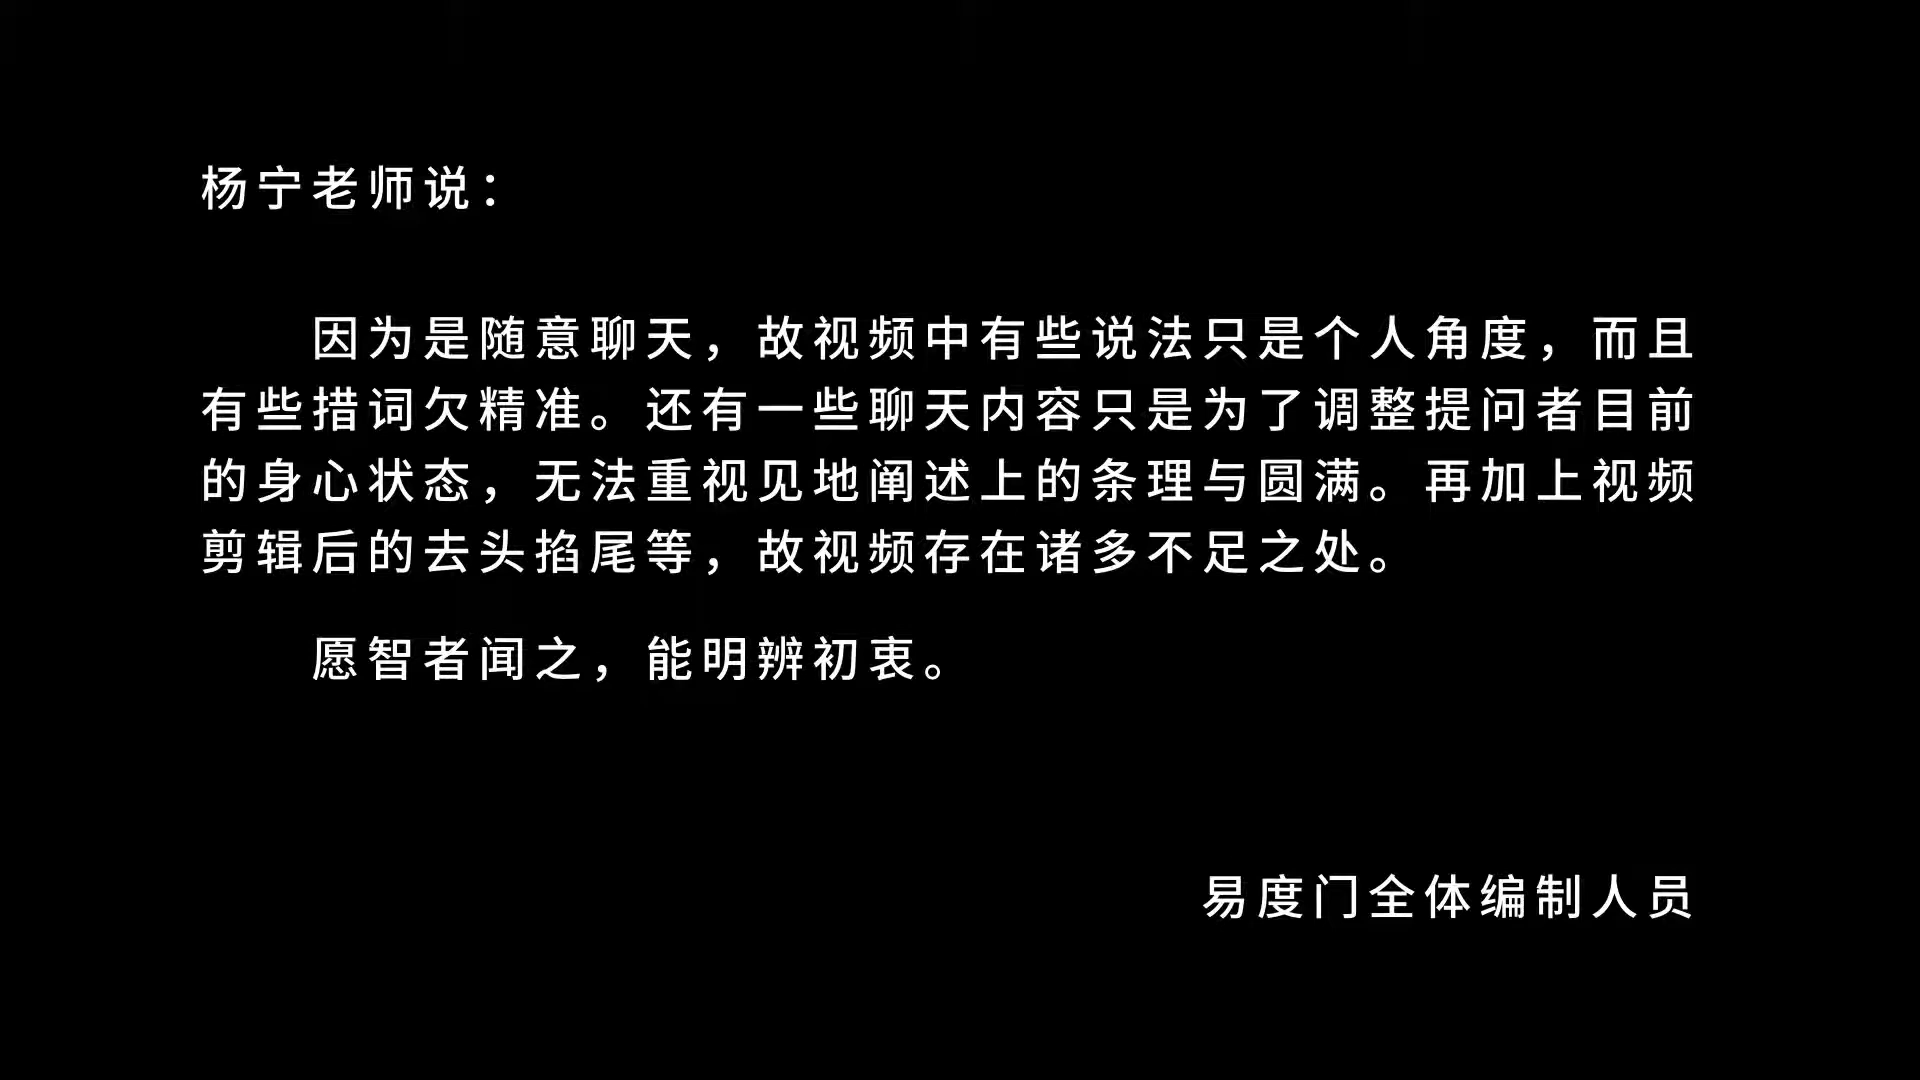 杨宁老师说：
因为是随意聊天，故视频中有些说法只是个人角度，而且
有些措词欠精准。还有一些聊天内容只是为了调整提问者目前
的身心状态，无法重视见地阐述上的条理与圆满。再加上视频
剪辑后的去头掐尾等，故视频存在诸多不足之处。
愿智者闻之，能明辨初衷。
易度门全体编制人员